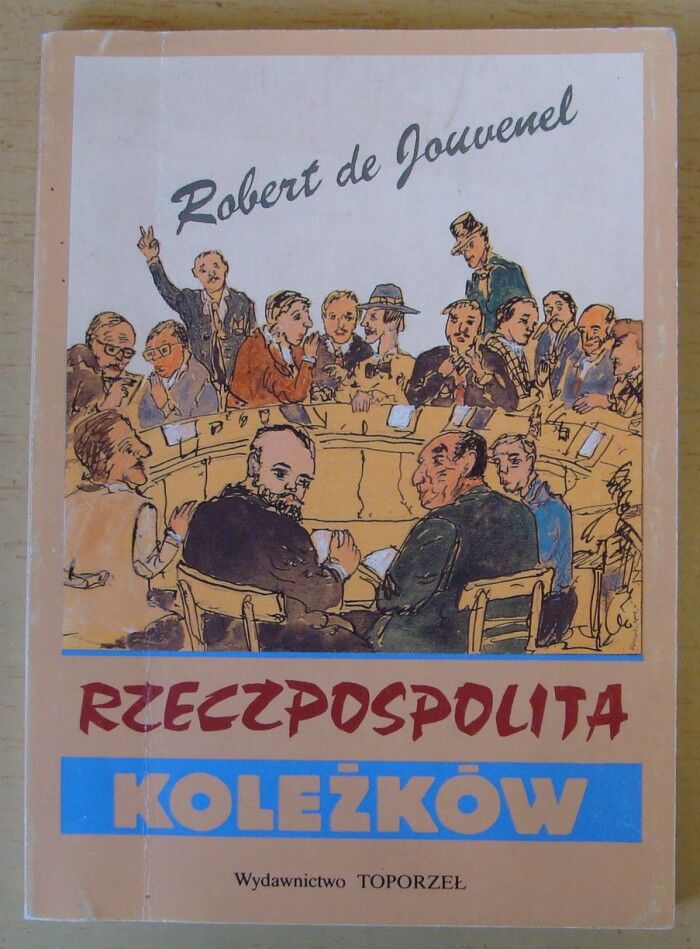 Robert de Jouvenel
RZECZPOSPOLITA
KOLEŻKÓW
Wydawnictwo TOPORZEŁ